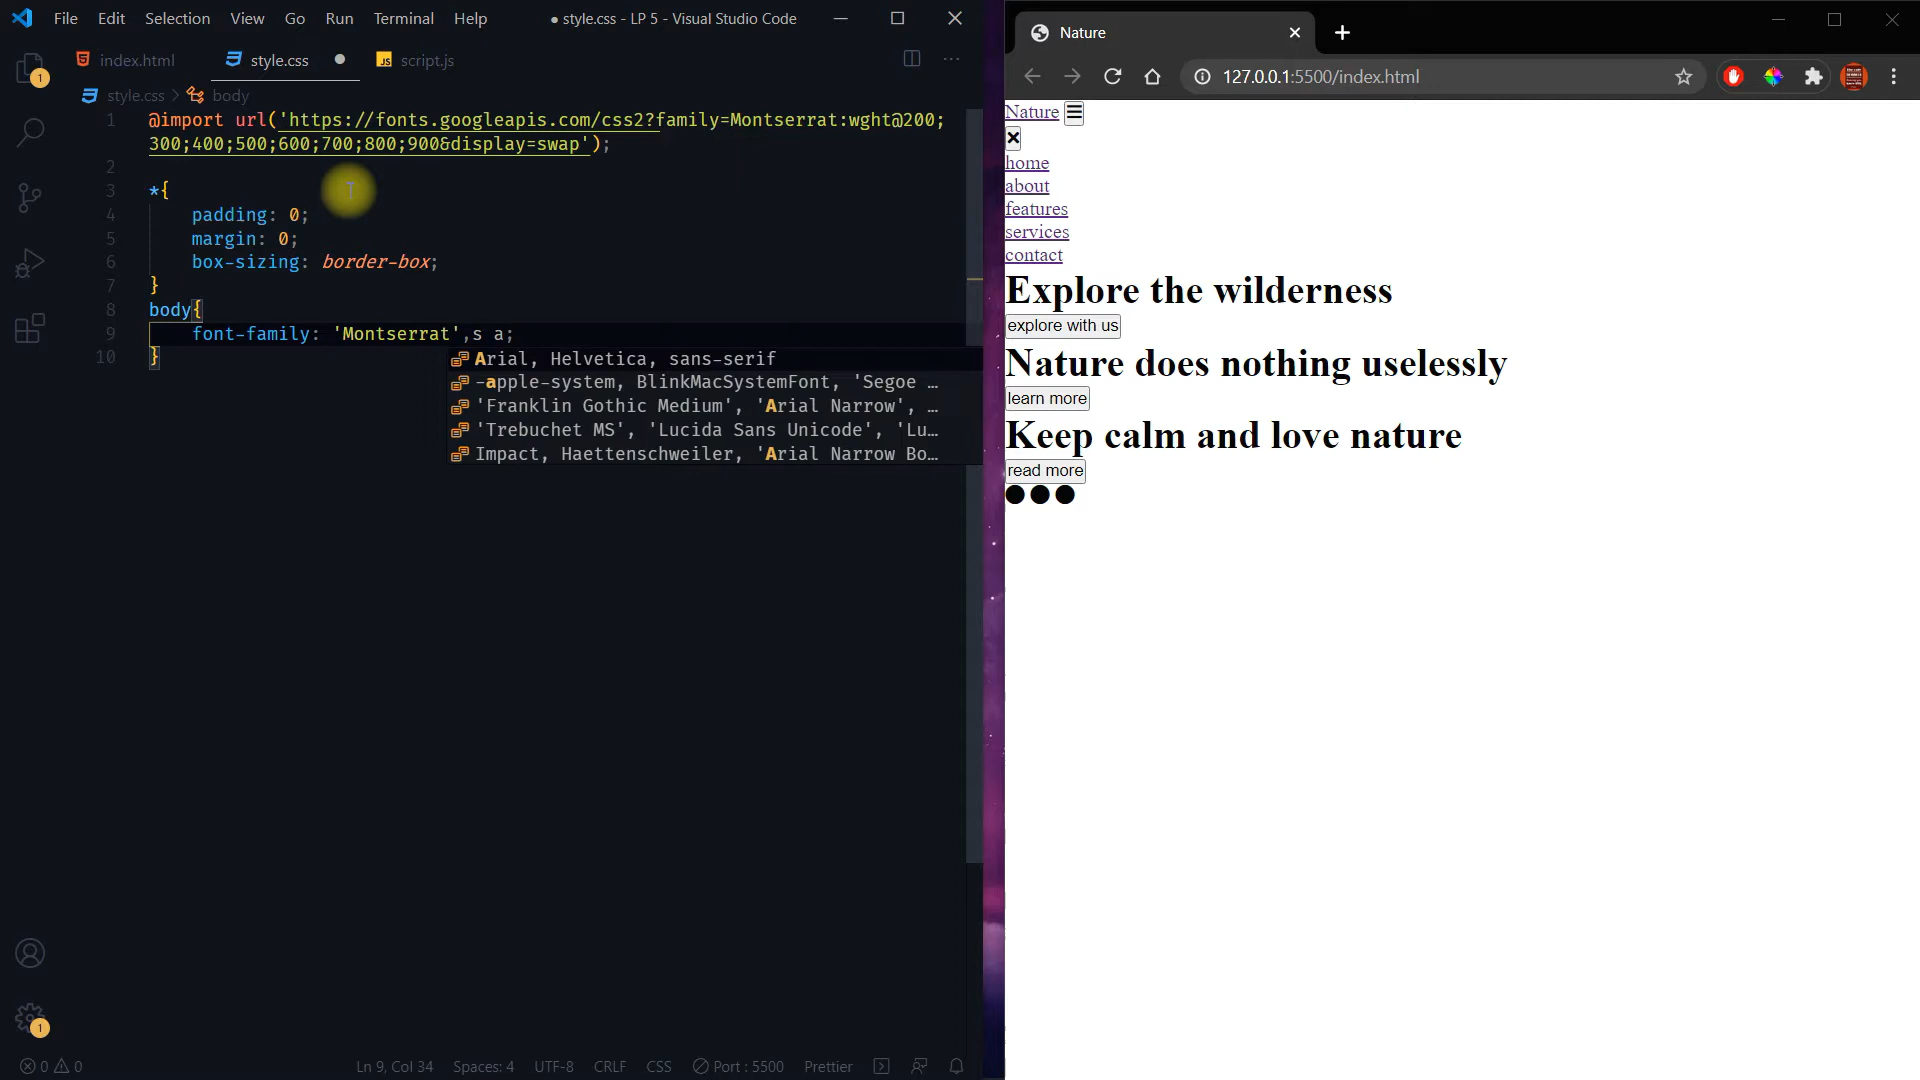 File Edit Selection View Go Run Terminal Help
● style.css - LP 5 - Visual Studio Code
index.html
style.css
JS script.js
style.css > body
1 @import url('https://fonts.googleapis.com/css2?family=Montserrat:wght@200;
300;400;500;600;700;800;900&display=swap');
2
3 *{
4 padding: 0;
5 margin: 0;
6 box-sizing: border-box;
7 }
8 body{
9 font-family: 'Montserrat',s a;
10 }
Arial, Helvetica, sans-serif
-apple-system, BlinkMacSystemFont, 'Segoe …
'Franklin Gothic Medium', 'Arial Narrow', …
'Trebuchet MS', 'Lucida Sans Unicode', 'Lu…
Impact, Haettenschweiler, 'Arial Narrow Bo…
1
1
0 0
Ln 9, Col 34 Spaces: 4 UTF-8 CRLF CSS Port : 5500 Prettier
Nature
127.0.0.1:5500/index.html
Nature
home
about
features
services
contact
Explore the wilderness
explore with us
Nature does nothing uselessly
learn more
Keep calm and love nature
read more